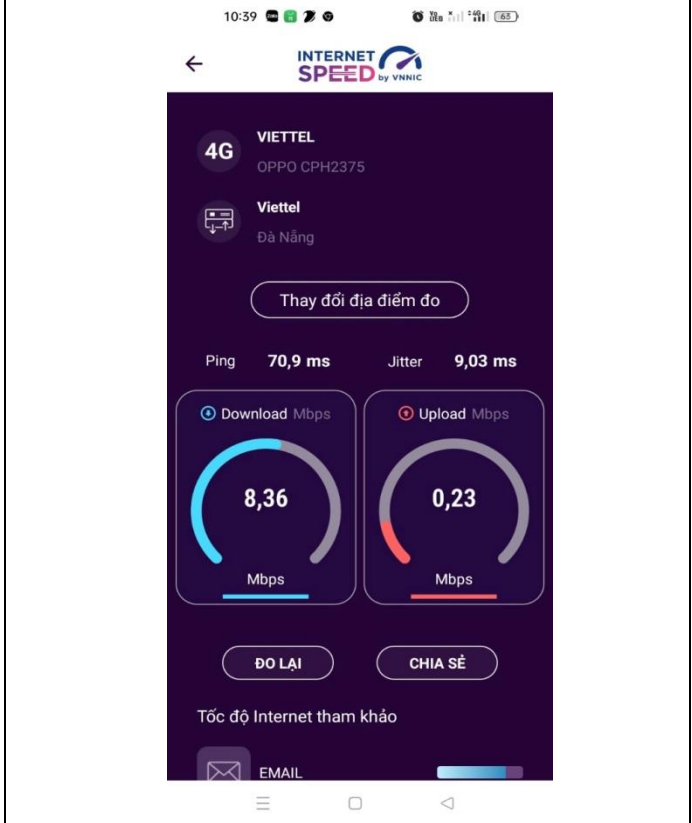 10:39
4G
63
INTERNET
SPEED by VNNIC
4G
VIETTEL
OPPO CPH2375
Viettel
Đà Nẵng
Thay đổi địa điểm đo
Ping 70,9 ms Jitter 9,03 ms
Download Mbps Upload Mbps
8,36 0,23
Mbps Mbps
ĐO LẠI CHIA SẺ
Tốc độ Internet tham khảo
EMAIL